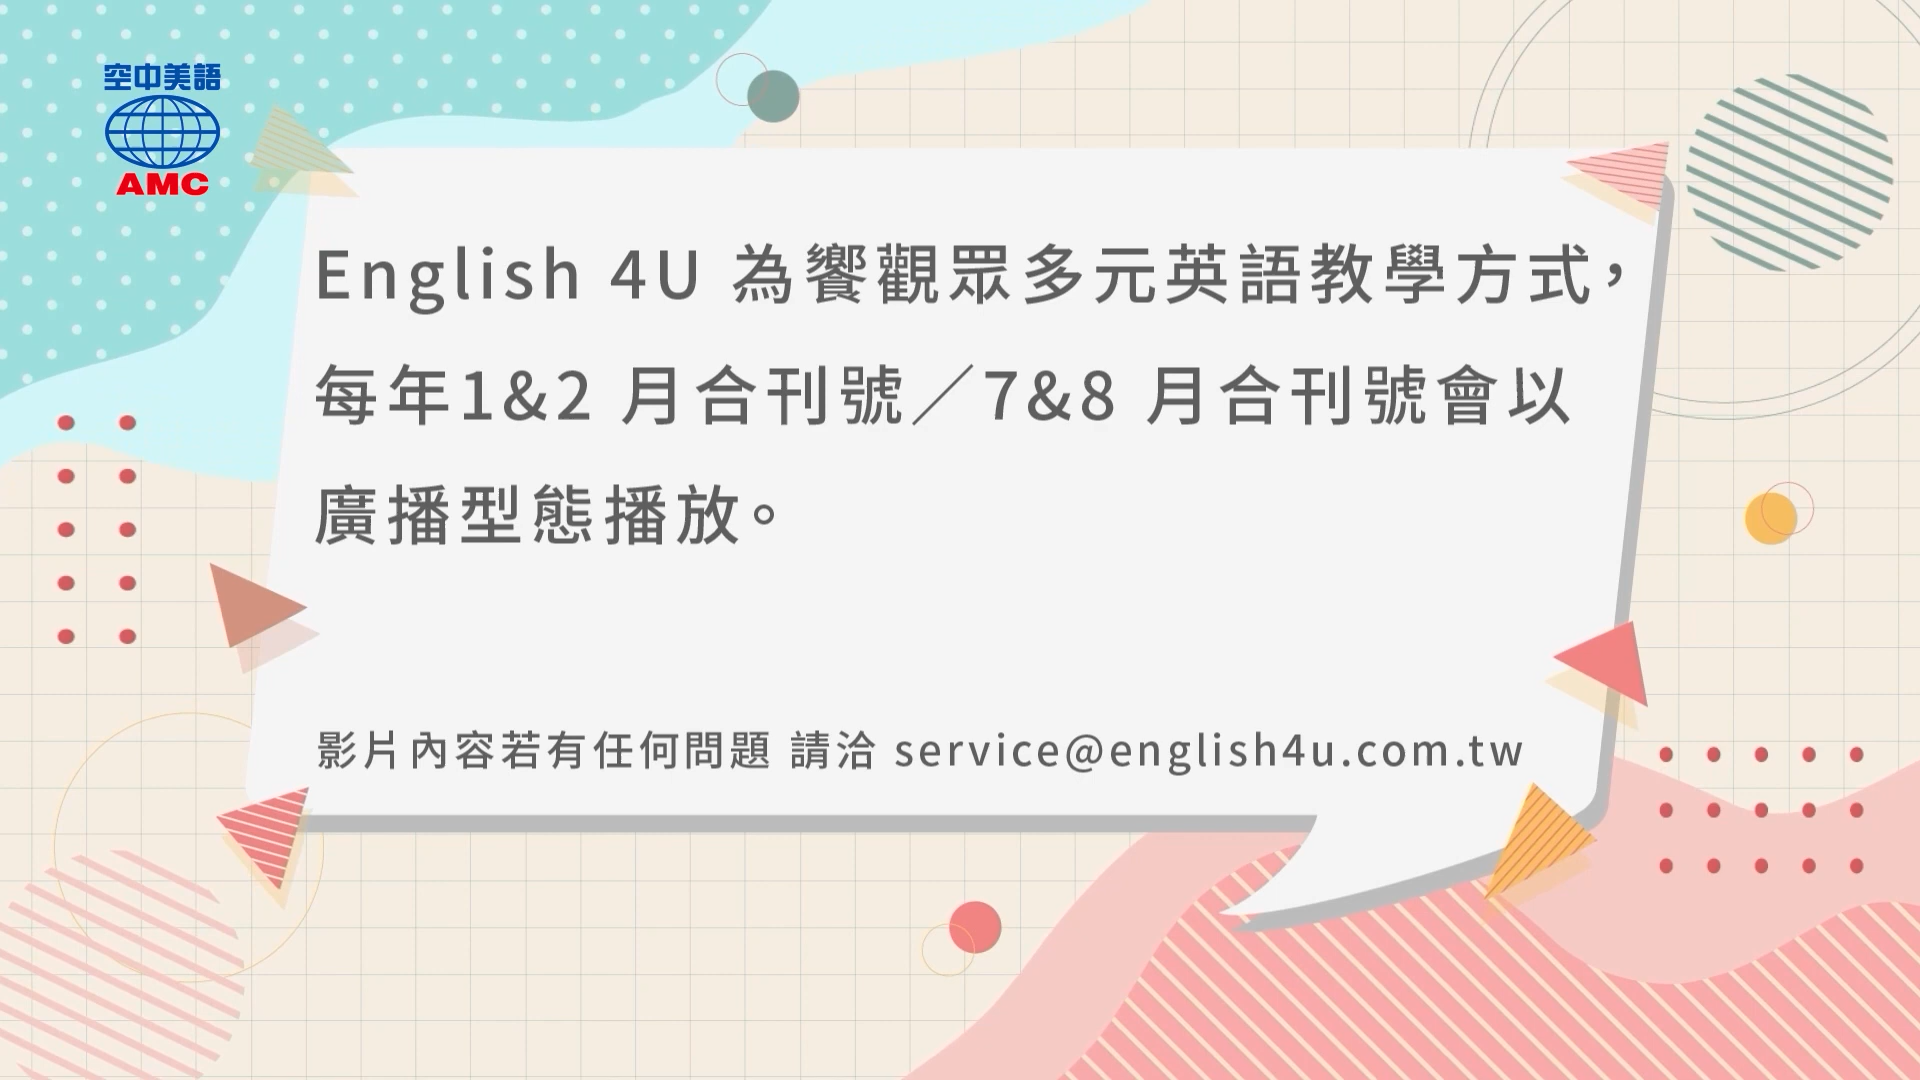 空中美語
AMC
English 4U 為饗觀眾多元英語教學方式，
每年1&2 月合刊號／7&8 月合刊號會以
廣播型態播放。
影片內容若有任何問題 請洽 service@english4u.com.tw